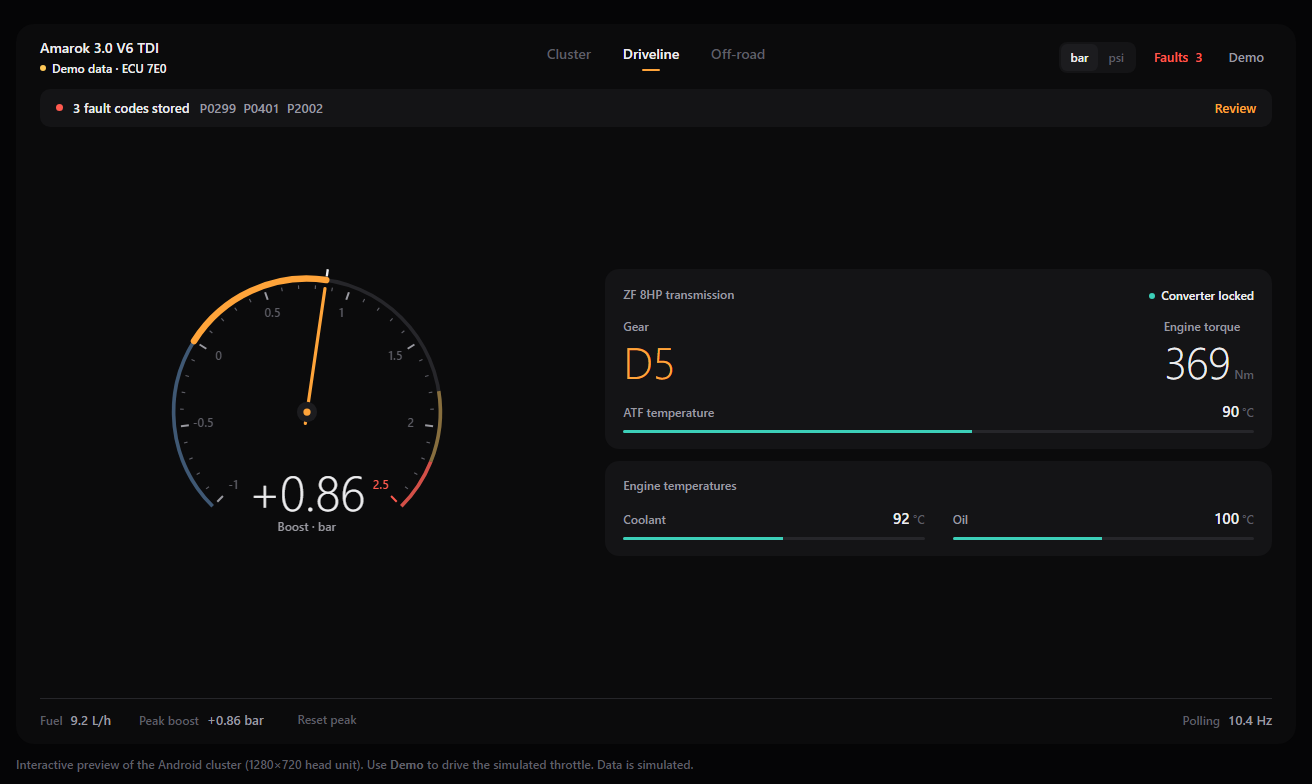 Amarok 3.0 V6 TDI
Demo data · ECU 7E0
Cluster Driveline Off-road
bar psi Faults 3 Demo
3 fault codes stored P0299 P0401 P2002 Review
-1
-0.5
0
0.5
1
1.5
2
2.5
+0.86
Boost · bar
ZF 8HP transmission Converter locked
Gear Engine torque
D5 369 Nm
ATF temperature 90 °C
Engine temperatures
Coolant 92 °C Oil 100 °C
Fuel 9.2 L/h Peak boost +0.86 bar Reset peak Polling 10.4 Hz
Interactive preview of the Android cluster (1280×720 head unit). Use Demo to drive the simulated throttle. Data is simulated.